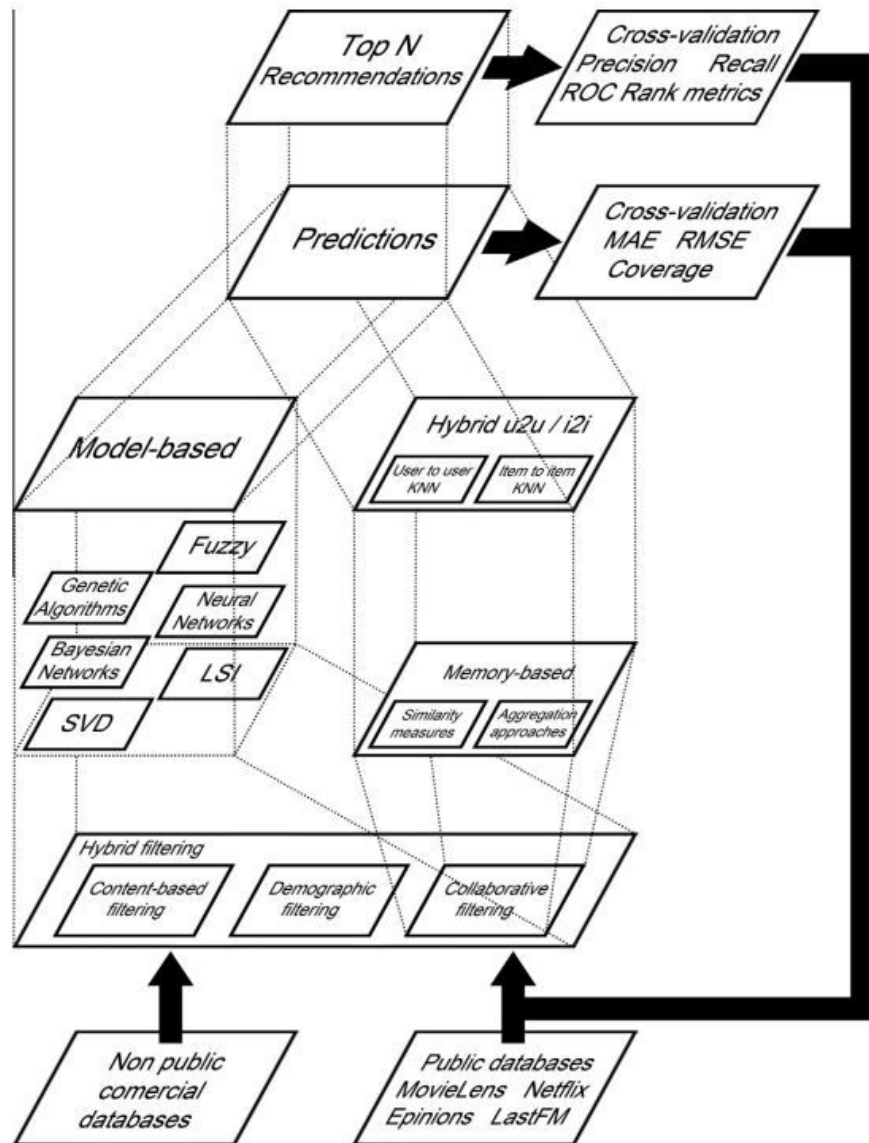 Top N
Recommendations
Cross-validation
Precision Recall
ROC Rank metrics
Predictions
Cross-validation
MAE RMSE
Coverage
Model-based
Hybrid u2u / i2i
User to user
KNN
Item to item
KNN
Fuzzy
Genetic
Algorithms
Neural
Networks
Bayesian
Networks
LSI
SVD
Memory-based
Similarity
measures
Aggregation
approaches
Hybrid filtering
Content-based
filtering
Demographic
filtering
Collaborative
filtering
Non public
comercial
databases
Public databases
MovieLens Netflix
Epinions LastFM